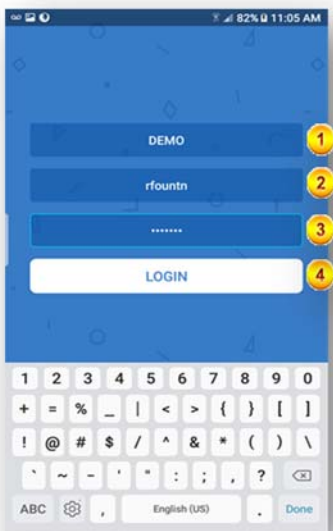 82% 11:05 AM
DEMO 1
rfountn 2
••••••• 3
LOGIN 4
1 2 3 4 5 6 7 8 9 0
+ = % _ | < > { } [ ]
! @ # $ / ^ & * ( ) \
` ~ - ' " : ; , ?
ABC , English (US) . Done